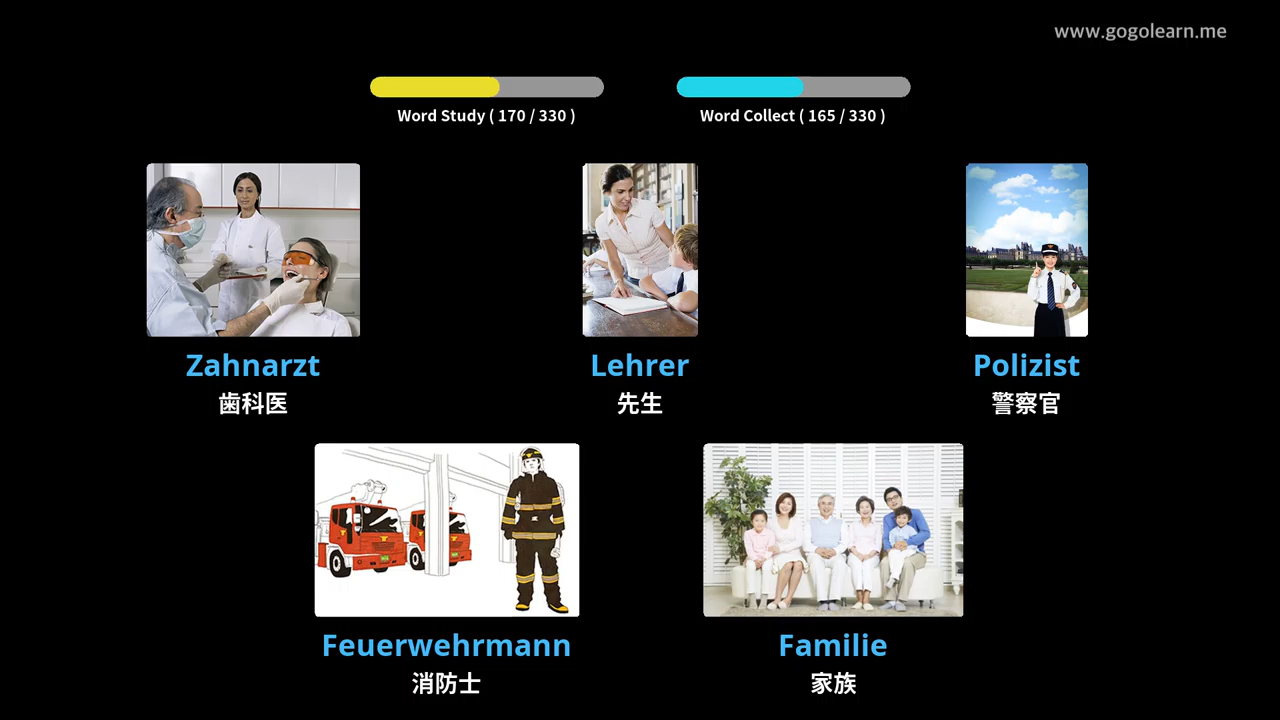 www.gogolearn.me
Word Study ( 170 / 330 )
Word Collect ( 165 / 330 )
Zahnarzt
歯科医
Lehrer
先生
Polizist
警察官
Feuerwehrmann
消防士
Familie
家族